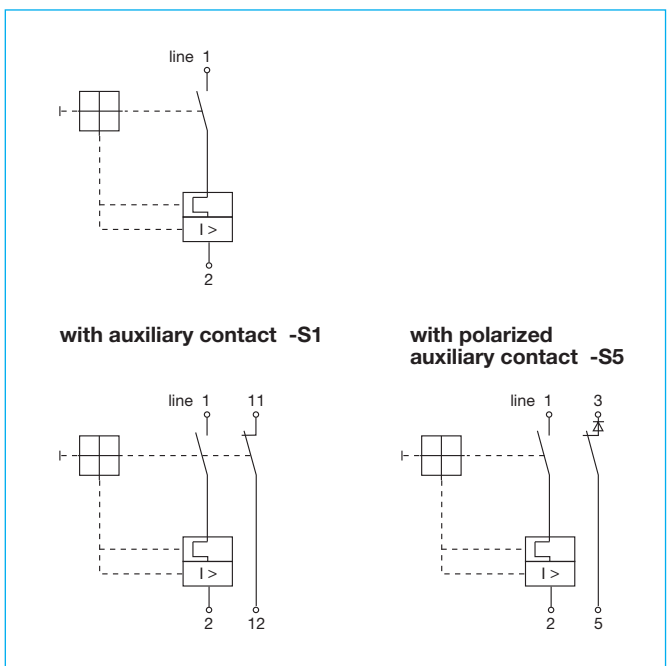 line 1
I >
2
with auxiliary contact -S1
line 1 11
I >
2 12
with polarized
auxiliary contact -S5
line 1 3
I >
2 5